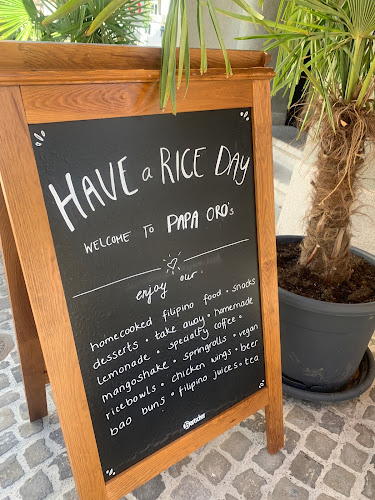 HAVE a RICE DAY
WELCOME TO PAPA ORO's
enjoy our
homecooked filipino food • snacks
desserts • take away • homemade
lemonade • specialty coffee •
mangoshake • springrolls • vegan
ricebowls • chicken wings • beer
bao buns • filipino juices • tea